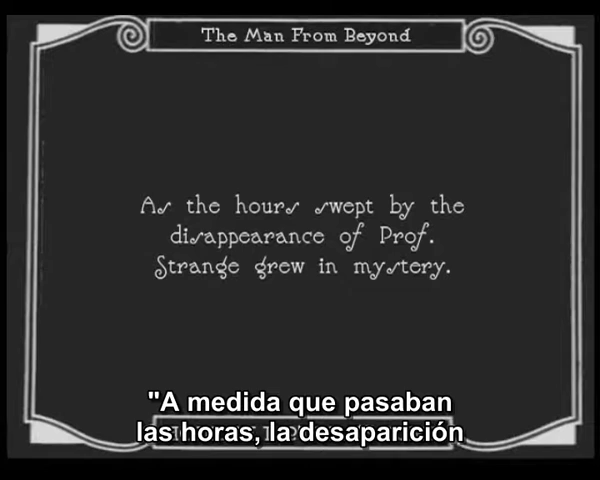 The Man From Beyond
As the hours swept by the
disappearance of Prof.
Strange grew in mystery.
"A medida que pasaban
las horas, la desaparición